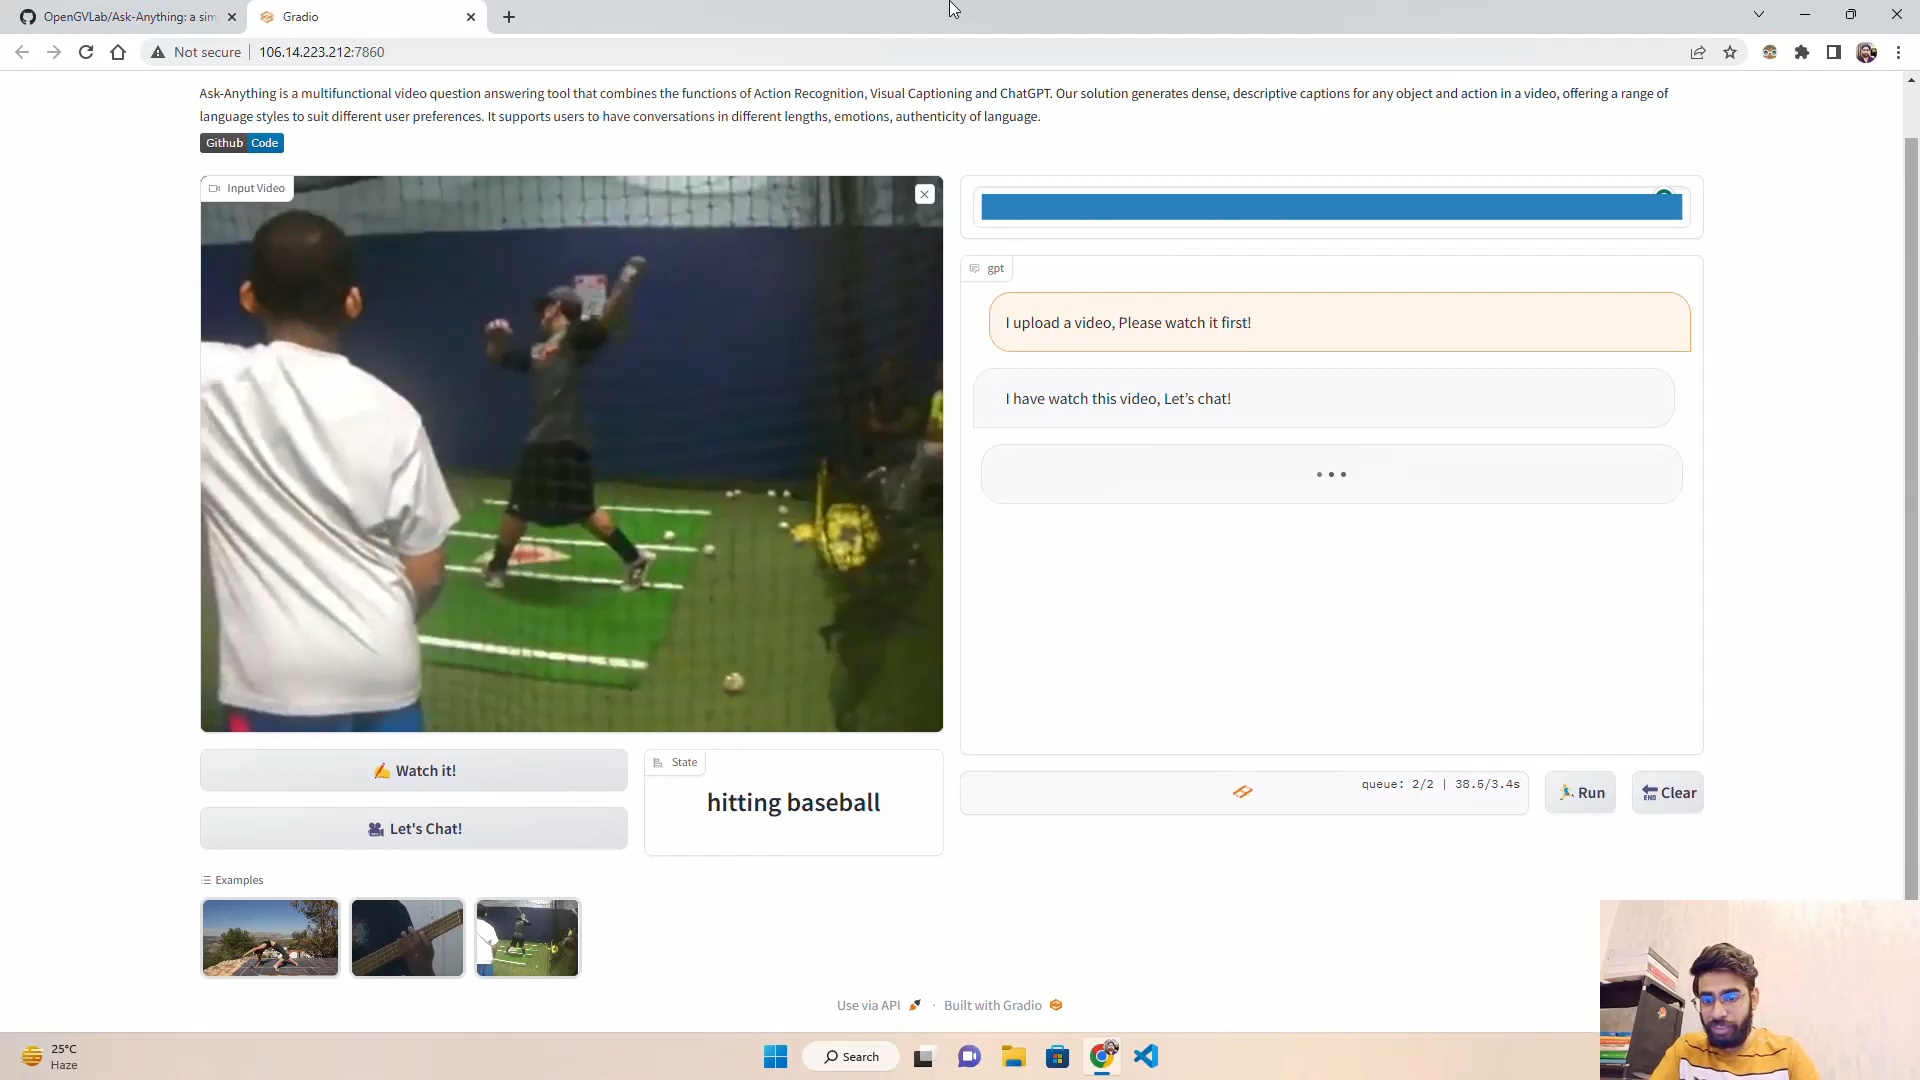 OpenGVLab/Ask-Anything: a sim
Gradio
Not secure
106.14.223.212:7860
Ask-Anything is a multifunctional video question answering tool that combines the functions of Action Recognition, Visual Captioning and ChatGPT. Our solution generates dense, descriptive captions for any object and action in a video, offering a range of
language styles to suit different user preferences. It supports users to have conversations in different lengths, emotions, authenticity of language.
Github Code
Input Video
gpt
I upload a video, Please watch it first!
I have watch this video, Let's chat!
Watch it!
Let's Chat!
State
hitting baseball
queue: 2/2 | 38.5/3.4s
Run
END Clear
Examples
Use via API
·
Built with Gradio
25°C
Haze
Search